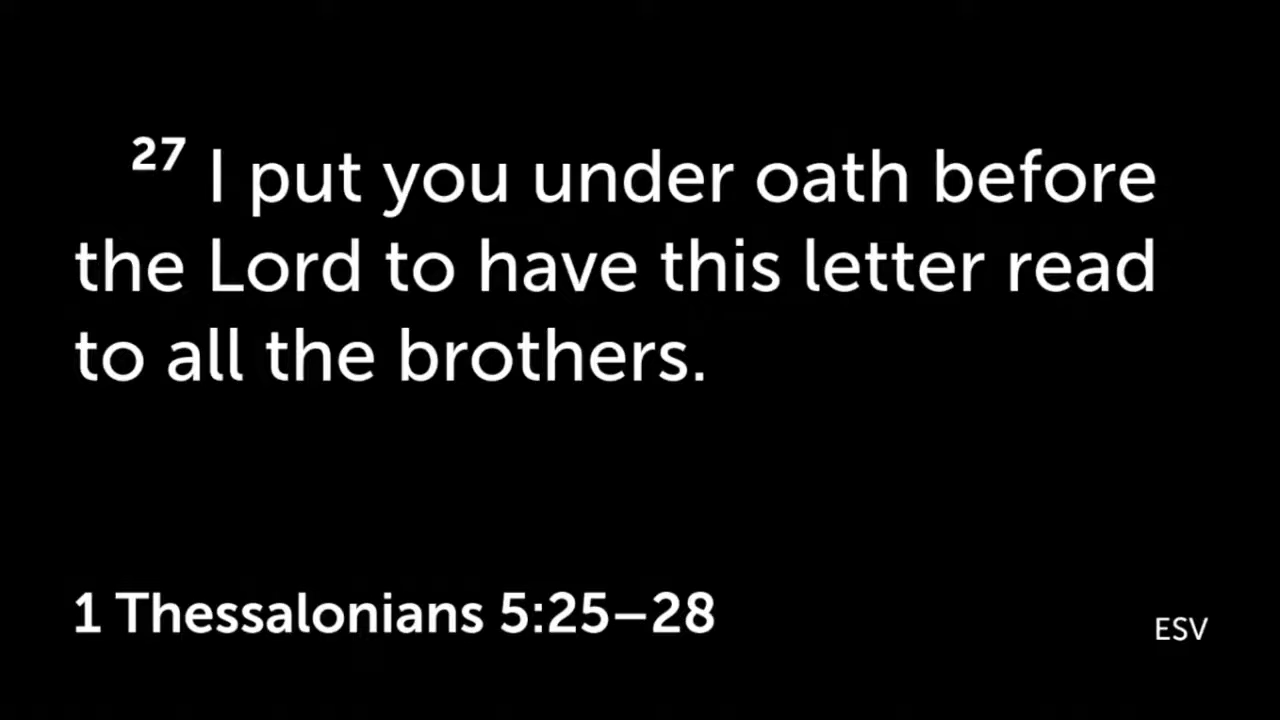 27 I put you under oath before
the Lord to have this letter read
to all the brothers.
1 Thessalonians 5:25–28
ESV